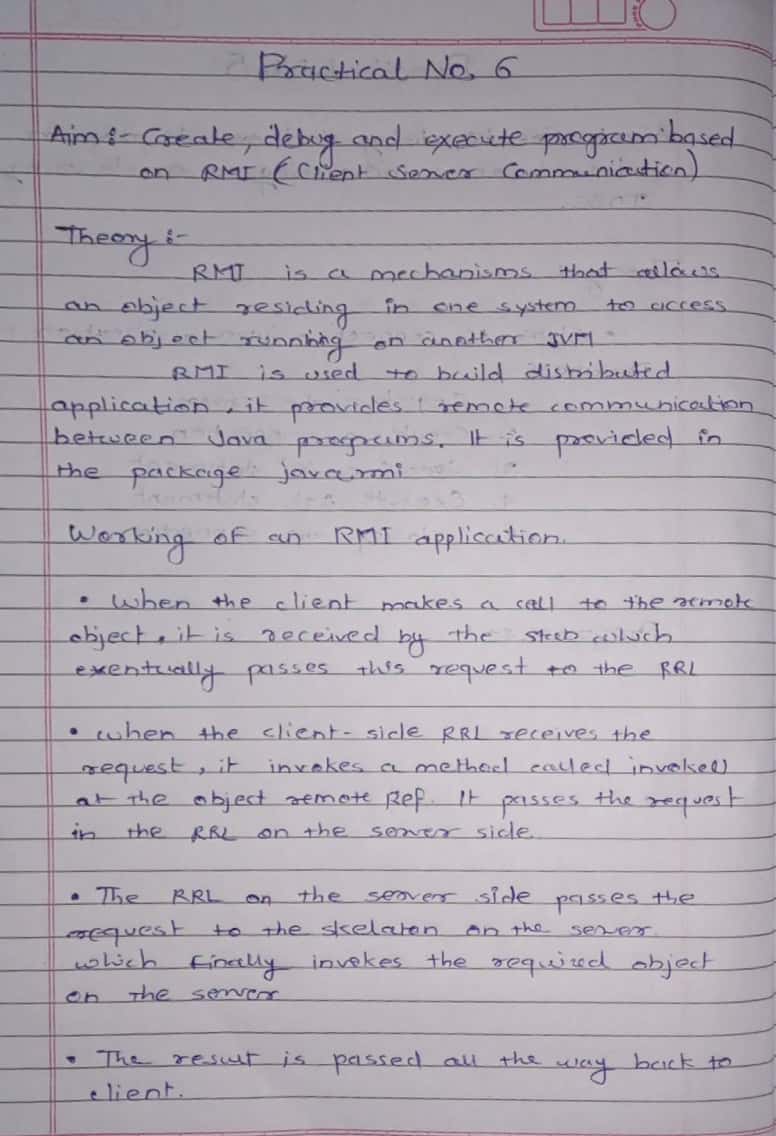 Practical No. 6
Aim :- Create, debug and execute program based
on RMI (Client Server Communication)
Theory :-
RMI is a mechanisms that allows
an object residing in one system to access
an object running on another JVM
RMI is used to build distributed
application, it provides remote communication
between Java programs. It is provided in
the package java.rmi
Working of an RMI application.
• When the client makes a call to the remote
object, it is received by the stub which
eventually passes this request to the RRL
• when the client-side RRL receives the
request, it invokes a method called invoke()
at the object remote Ref. It passes the request
in the RRL on the server side.
• The RRL on the server side passes the
request to the skelaton on the server.
which finally invokes the required object
on the server
• The result is passed all the way back to
client.